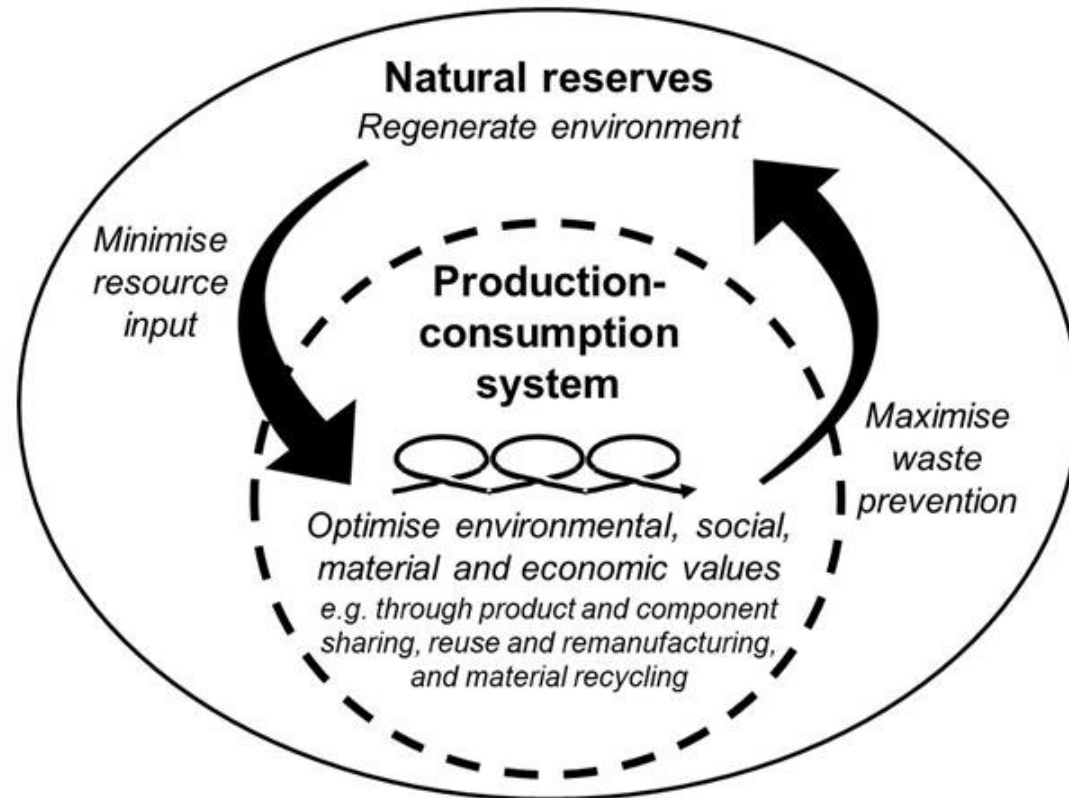 Natural reserves
Regenerate environment
Minimise
resource
input
Production-
consumption
system
Maximise
waste
prevention
Optimise environmental, social,
material and economic values
e.g. through product and component
sharing, reuse and remanufacturing,
and material recycling